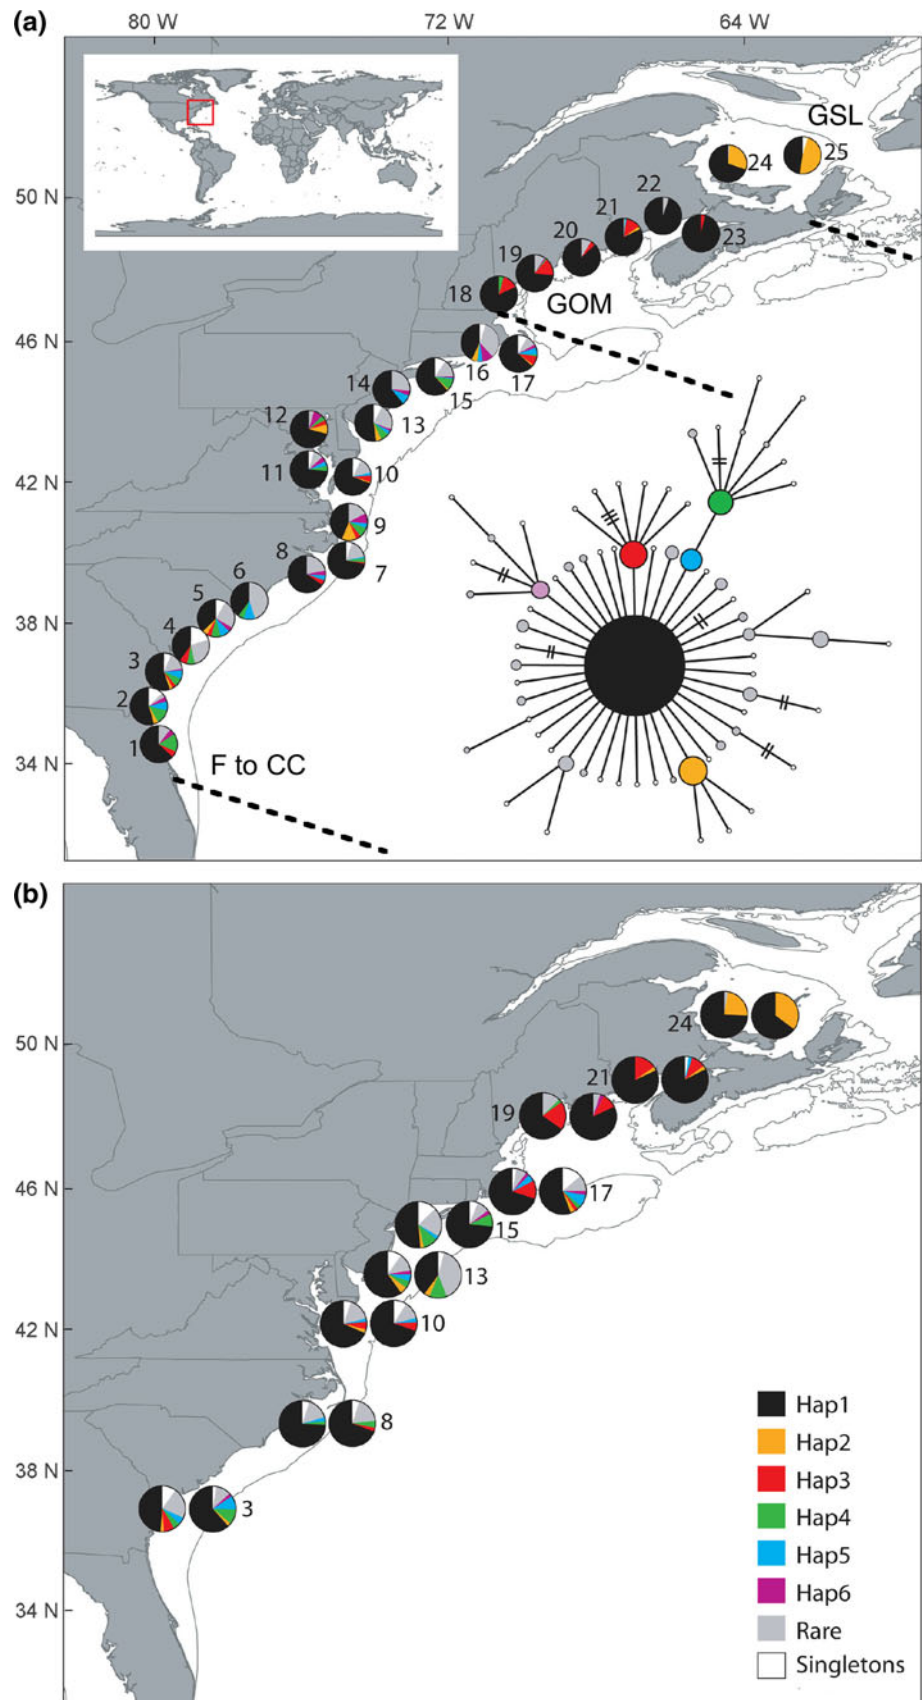 (a)
80 W 72 W 64 W
GSL
50 N
24 25
22
21
23
20
19
18
GOM
46 N
16
17
14
15
12
13
11
10
42 N
9
8
7
6
5
4
38 N
3
2
1
F to CC
34 N
(b)
50 N
24
21
19
46 N
17
15
13
42 N
10
8
38 N
3
34 N
Hap1
Hap2
Hap3
Hap4
Hap5
Hap6
Rare
Singletons